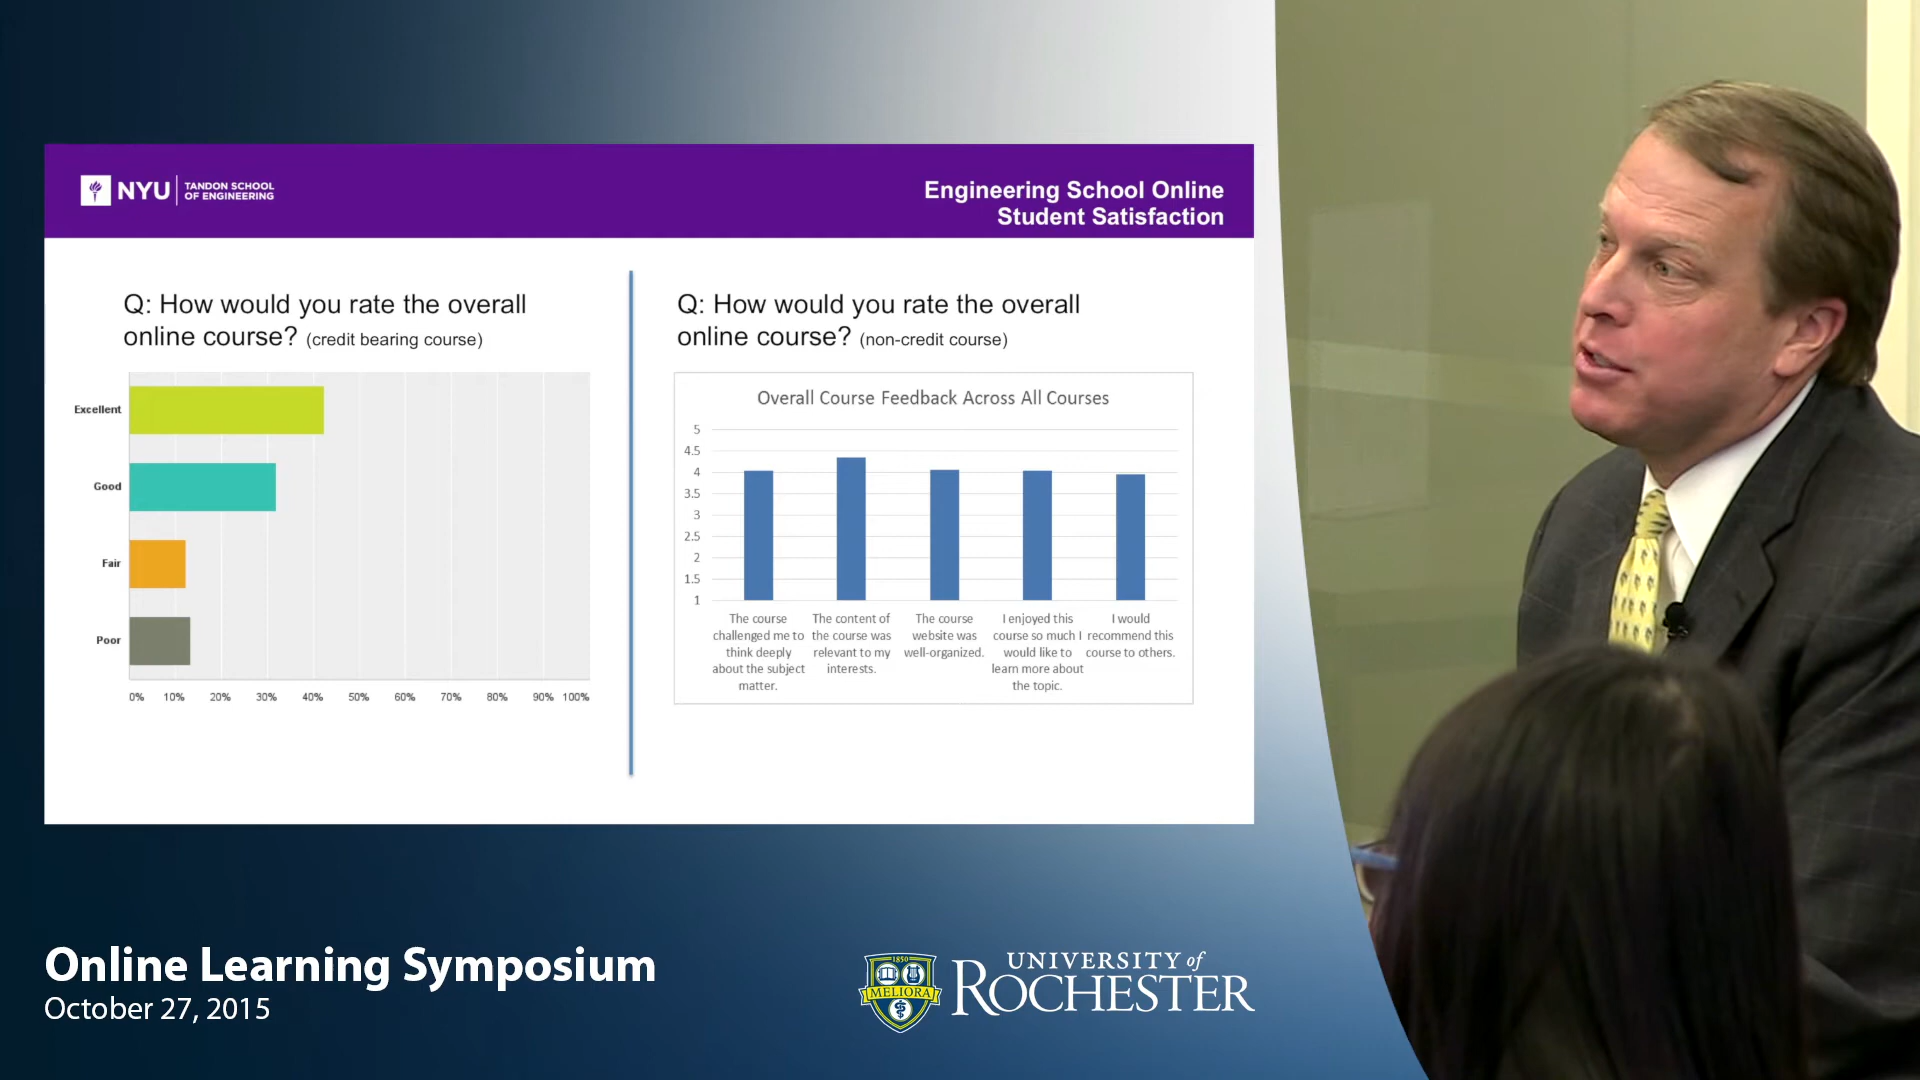 NYU
TANDON SCHOOL
OF ENGINEERING
Engineering School Online
Student Satisfaction
Q: How would you rate the overall
online course? (credit bearing course)
Excellent
Good
Fair
Poor
0% 10% 20% 30% 40% 50% 60% 70% 80% 90% 100%
Q: How would you rate the overall
online course? (non-credit course)
Overall Course Feedback Across All Courses
5
4.5
4
3.5
3
2.5
2
1.5
1
The course
challenged me to
think deeply
about the subject
matter.
The content of
the course was
relevant to my
interests.
The course
website was
well-organized.
I enjoyed this
course so much I
would like to
learn more about
the topic.
I would
recommend this
course to others.
Online Learning Symposium
October 27, 2015
1850
MELIORA
UNIVERSITY of
ROCHESTER